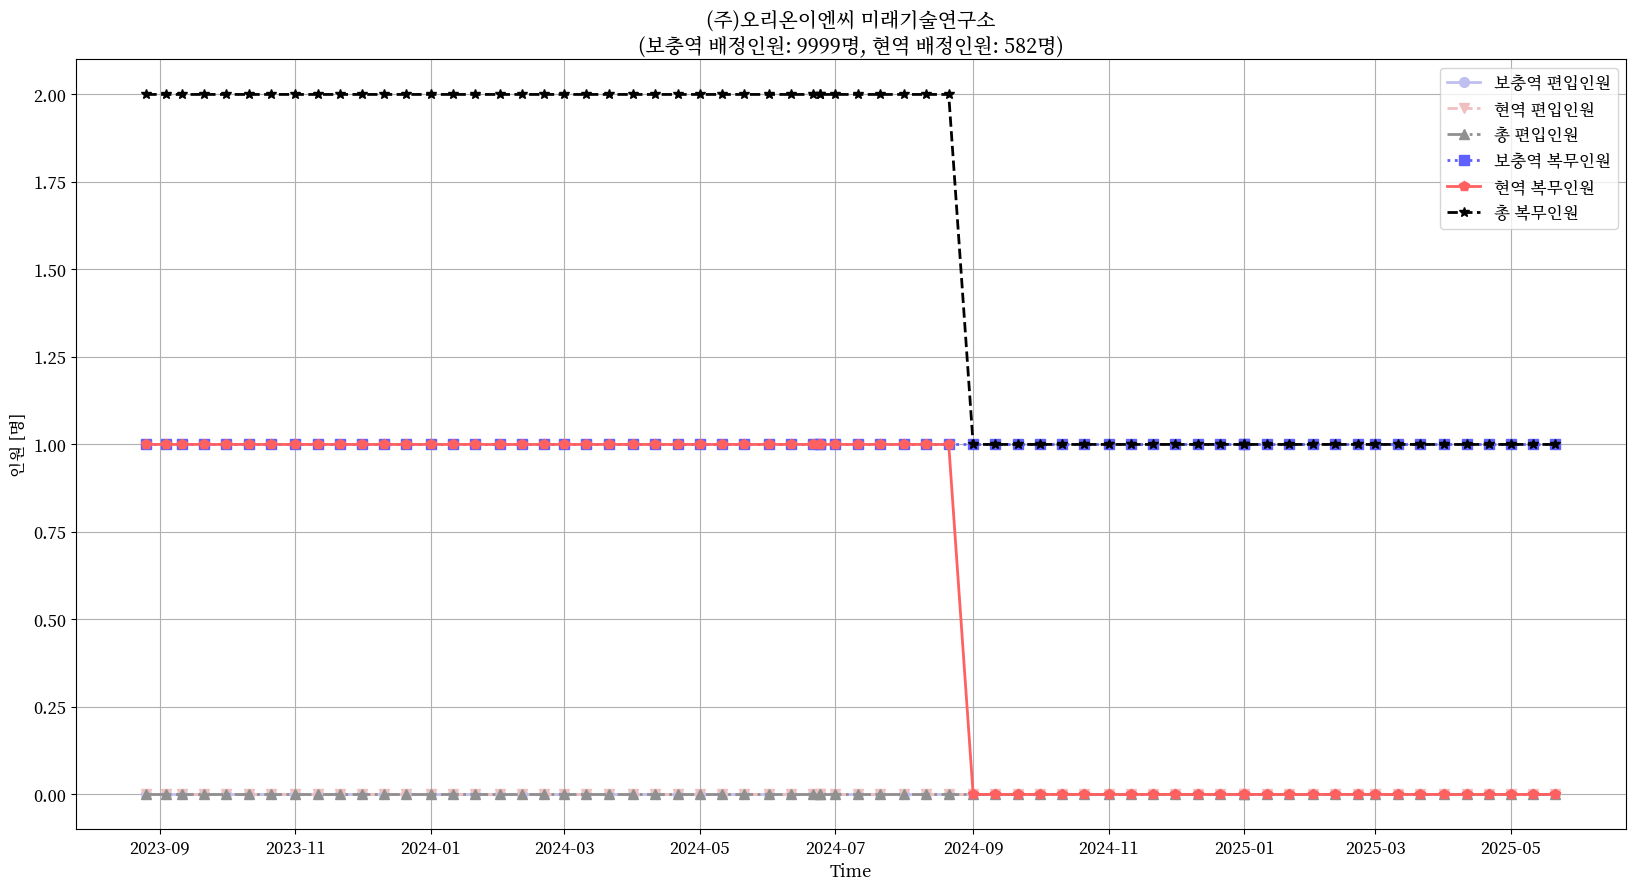 (주)오리온이엔씨 미래기술연구소
(보충역 배정인원: 9999명, 현역 배정인원: 582명)
보충역 편입인원
현역 편입인원
총 편입인원
보충역 복무인원
현역 복무인원
총 복무인원
인원 [명]
2.00
1.75
1.50
1.25
1.00
0.75
0.50
0.25
0.00
2023-09 2023-11 2024-01 2024-03 2024-05 2024-07 2024-09 2024-11 2025-01 2025-03 2025-05
Time